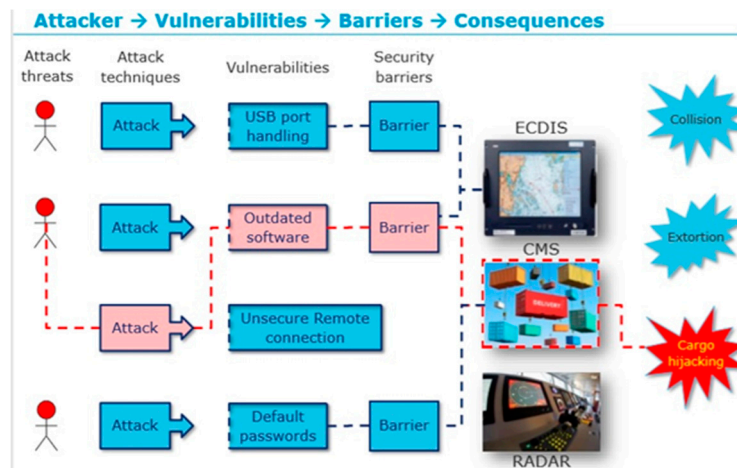 Attacker → Vulnerabilities → Barriers → Consequences
Attack
threats
Attack
techniques
Vulnerabilities
Security
barriers
Attack
USB port
handling
Barrier
ECDIS
Collision
Attack
Outdated
software
Barrier
Extortion
CMS
DELIVERY
Attack
Unsecure Remote
connection
Cargo
hijacking
Attack
Default
passwords
Barrier
RADAR